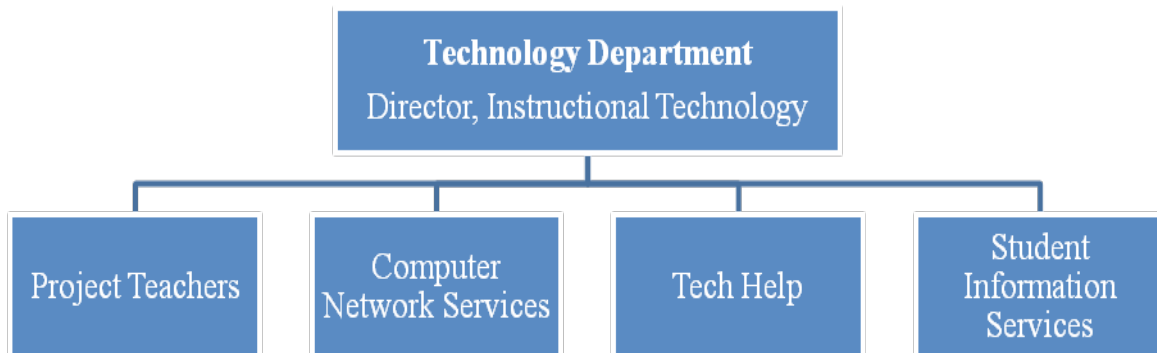 Technology Department
Director, Instructional Technology
Project Teachers
Computer
Network Services
Tech Help
Student
Information
Services